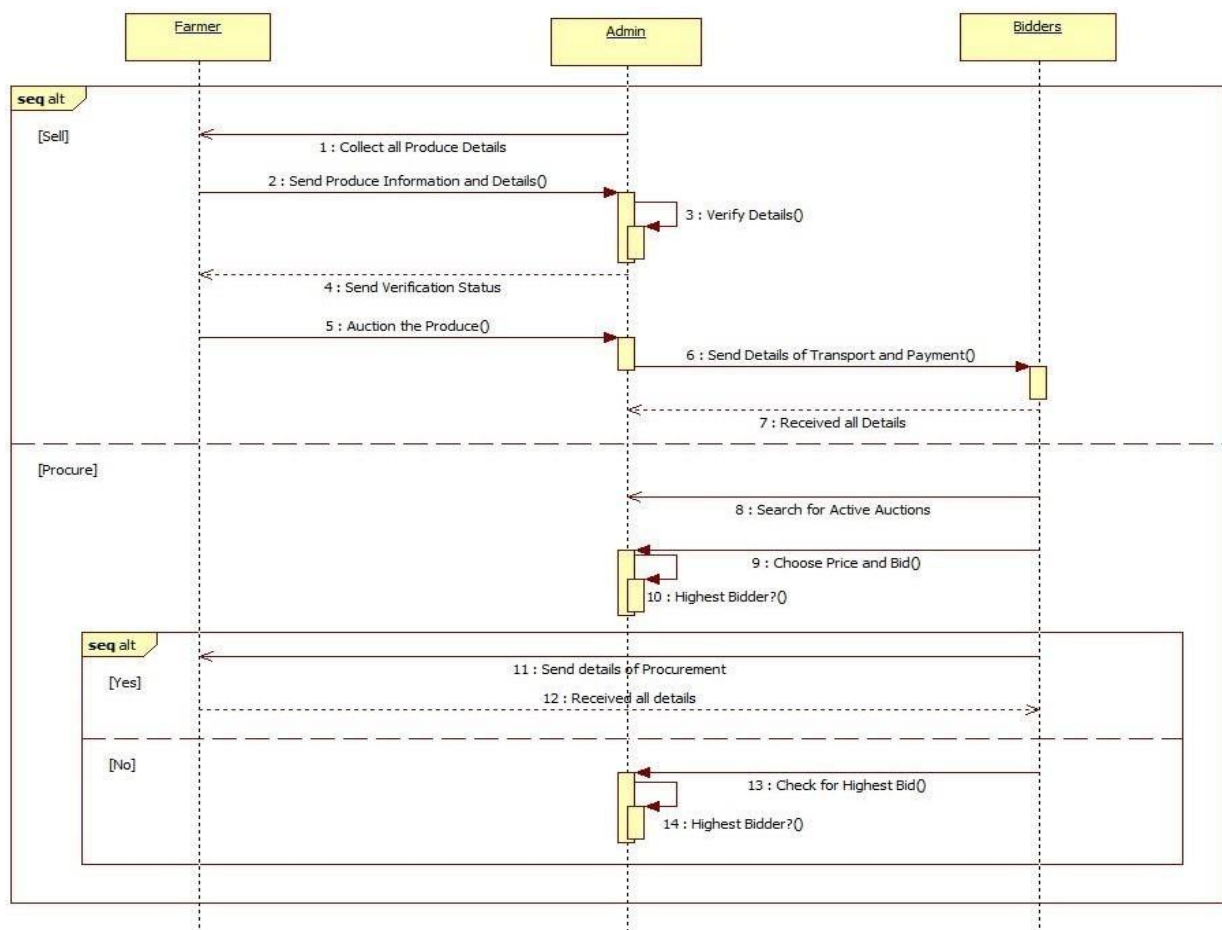 Farmer
Admin
Bidders
seq alt
[Sell]
1 : Collect all Produce Details
2 : Send Produce Information and Details()
3 : Verify Details()
4 : Send Verification Status
5 : Auction the Produce()
6 : Send Details of Transport and Payment()
7 : Received all Details
[Procure]
8 : Search for Active Auctions
9 : Choose Price and Bid()
10 : Highest Bidder?()
seq alt
[Yes]
11 : Send details of Procurement
12 : Received all details
[No]
13 : Check for Highest Bid()
14 : Highest Bidder?()